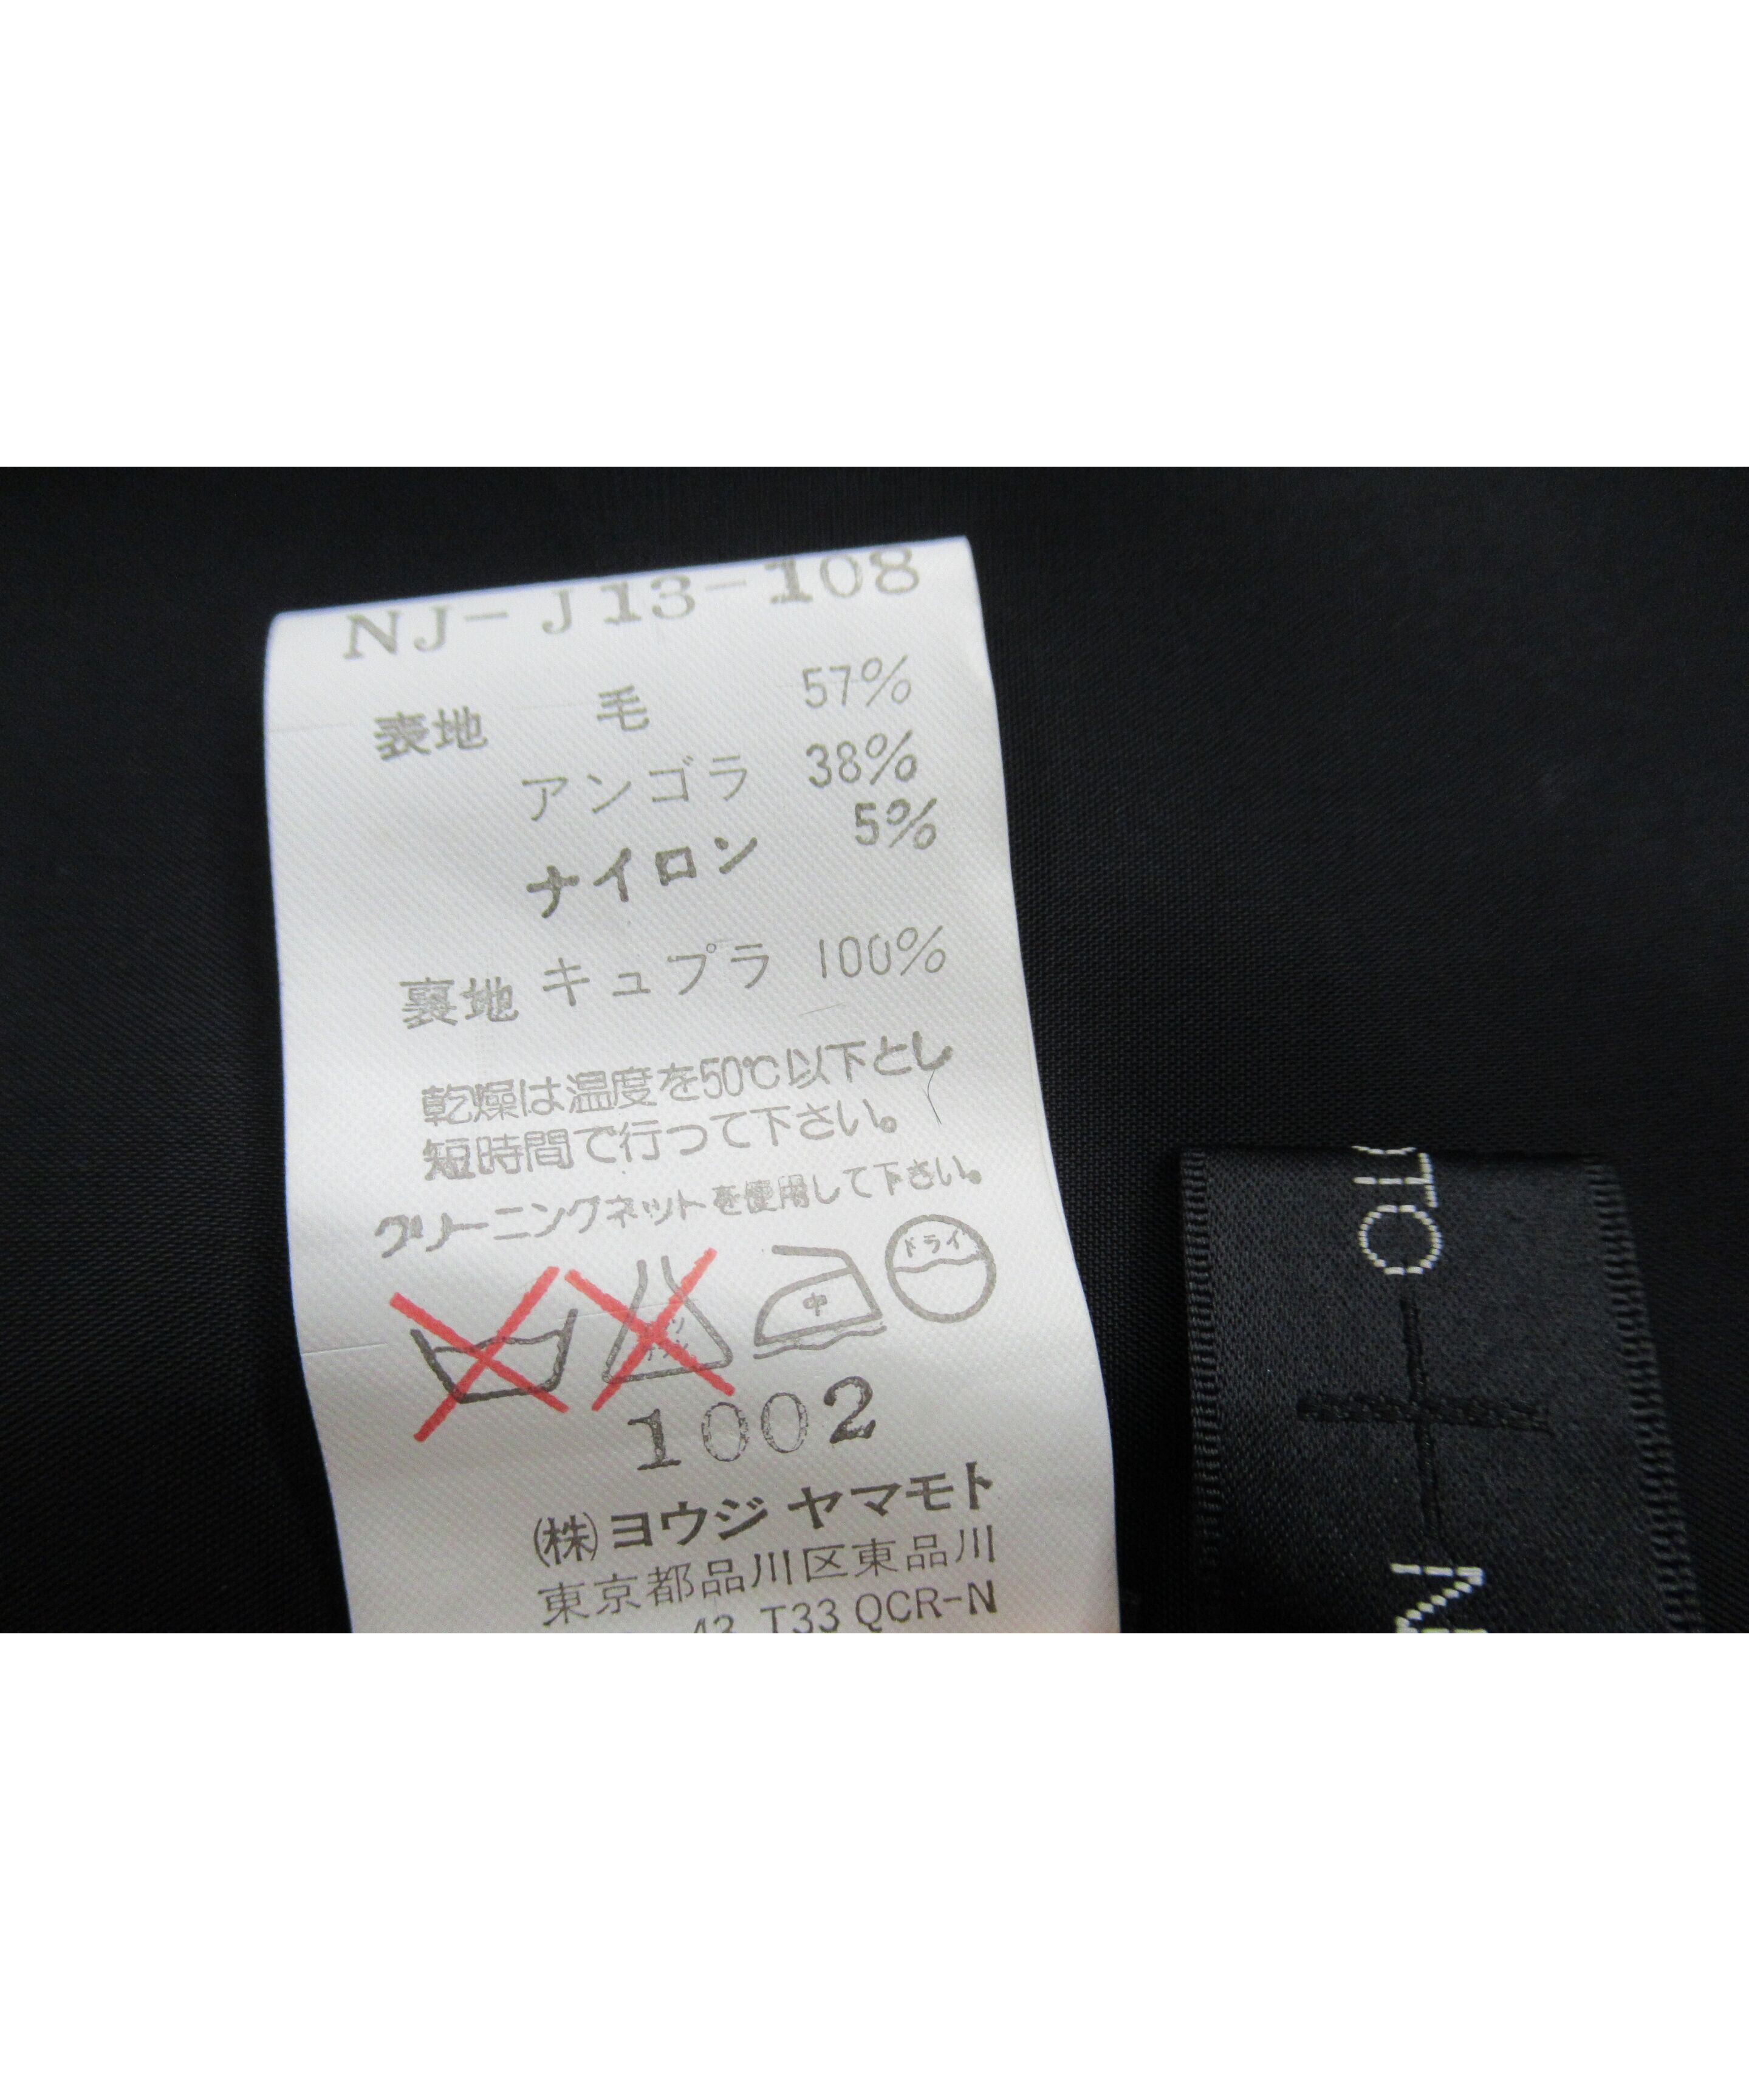 NJ-J13-108
表地 毛 57%
アンゴラ 38%
ナイロン 5%
裏地 キュプラ 100%
乾燥は温度を50℃以下とし
短時間で行って下さい。
クリーニングネットを使用して下さい。
中 ドライ
1002
(株)ヨウジ ヤマモト
東京都品川区東品川
T33 QCR-N
TO